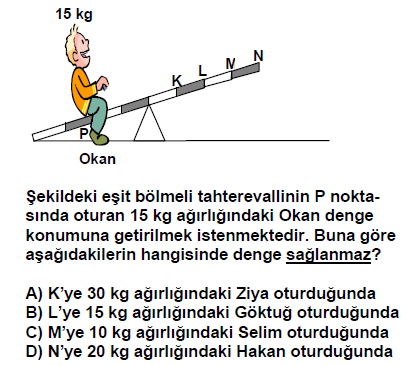 15 kg
K L M N
P
Okan
Şekildeki eşit bölmeli tahterevallinin P nokta-
sında oturan 15 kg ağırlığındaki Okan denge
konumuna getirilmek istenmektedir. Buna göre
aşağıdakilerin hangisinde denge sağlanmaz?
A) K’ye 30 kg ağırlığındaki Ziya oturduğunda
B) L’ye 15 kg ağırlığındaki Göktuğ oturduğunda
C) M’ye 10 kg ağırlığındaki Selim oturduğunda
D) N’ye 20 kg ağırlığındaki Hakan oturduğunda